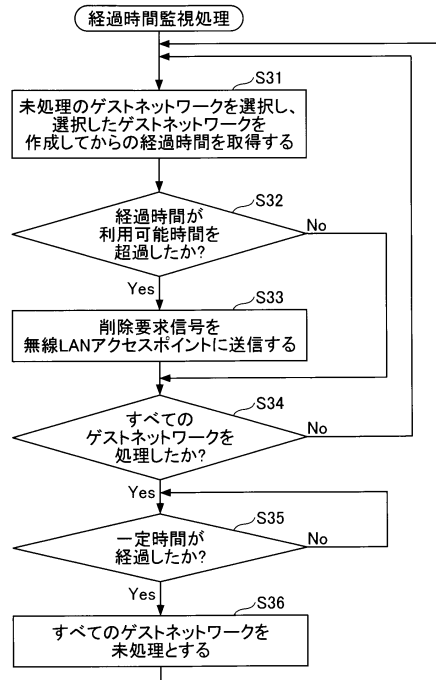 経過時間監視処理
S31
未処理のゲストネットワークを選択し、
選択したゲストネットワークを
作成してからの経過時間を取得する
S32
経過時間が
利用可能時間を
超過したか?
No
Yes
S33
削除要求信号を
無線LANアクセスポイントに送信する
S34
すべての
ゲストネットワークを
処理したか?
No
Yes
S35
一定時間が
経過したか?
No
Yes
S36
すべてのゲストネットワークを
未処理とする